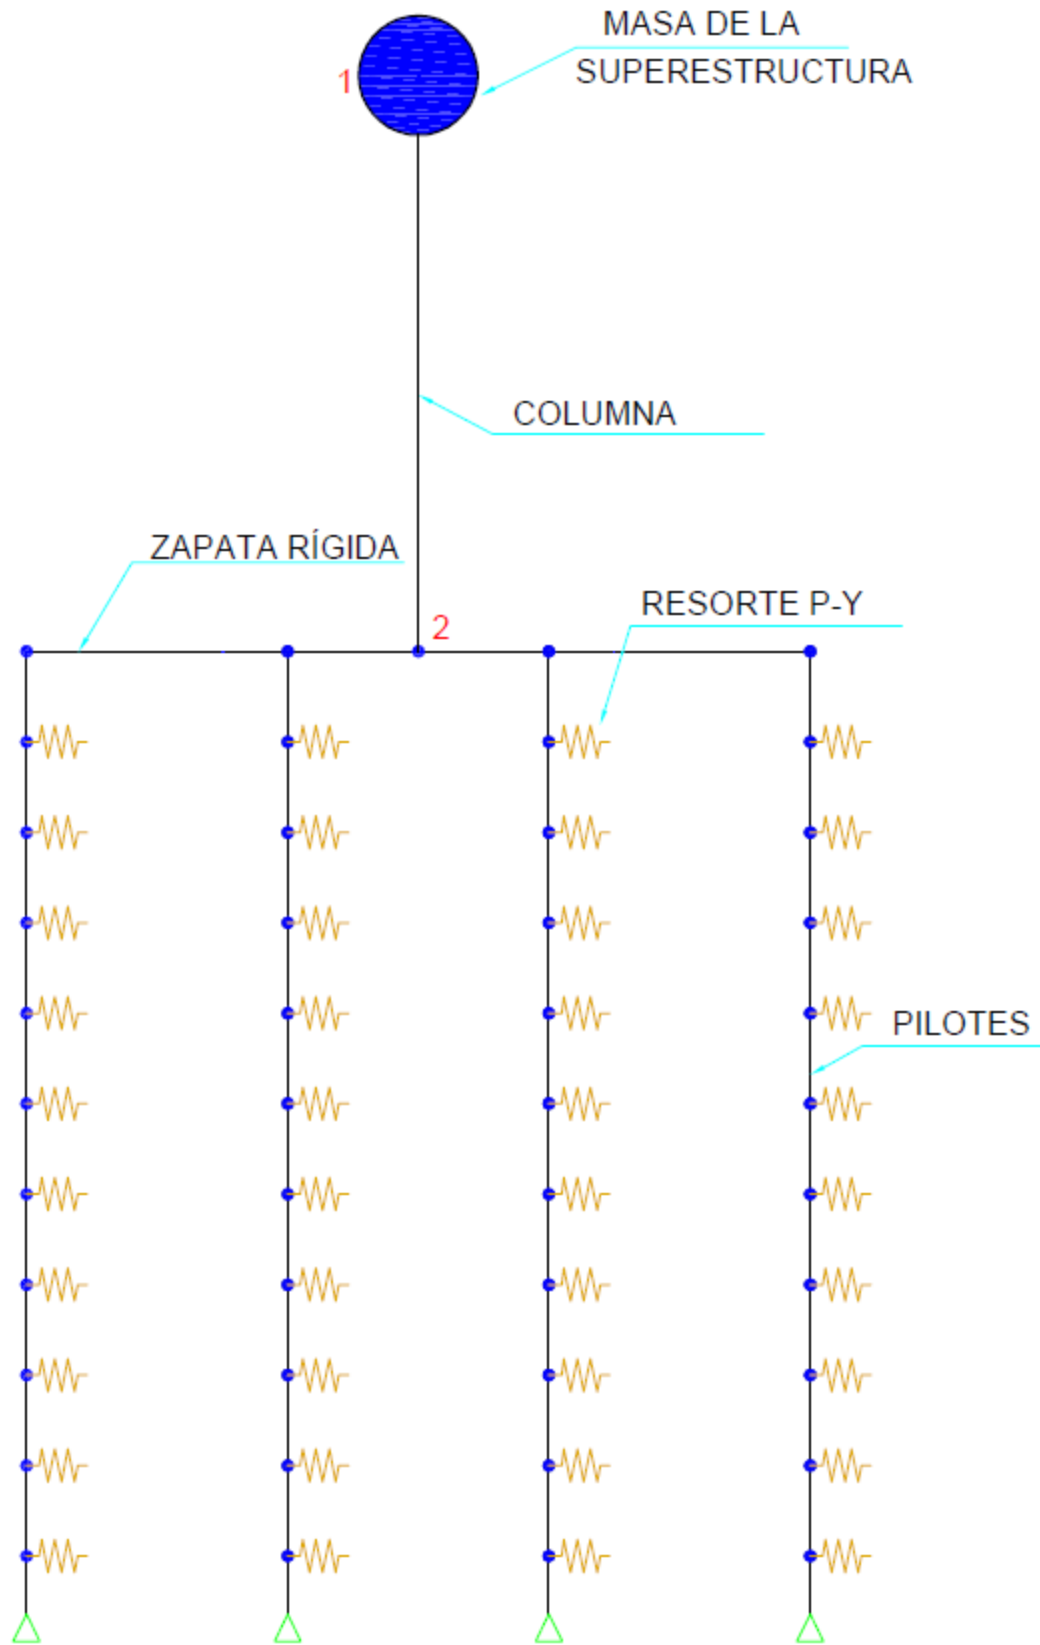 MASA DE LA
SUPERESTRUCTURA
1
COLUMNA
ZAPATA RÍGIDA
RESORTE P-Y
2
PILOTES